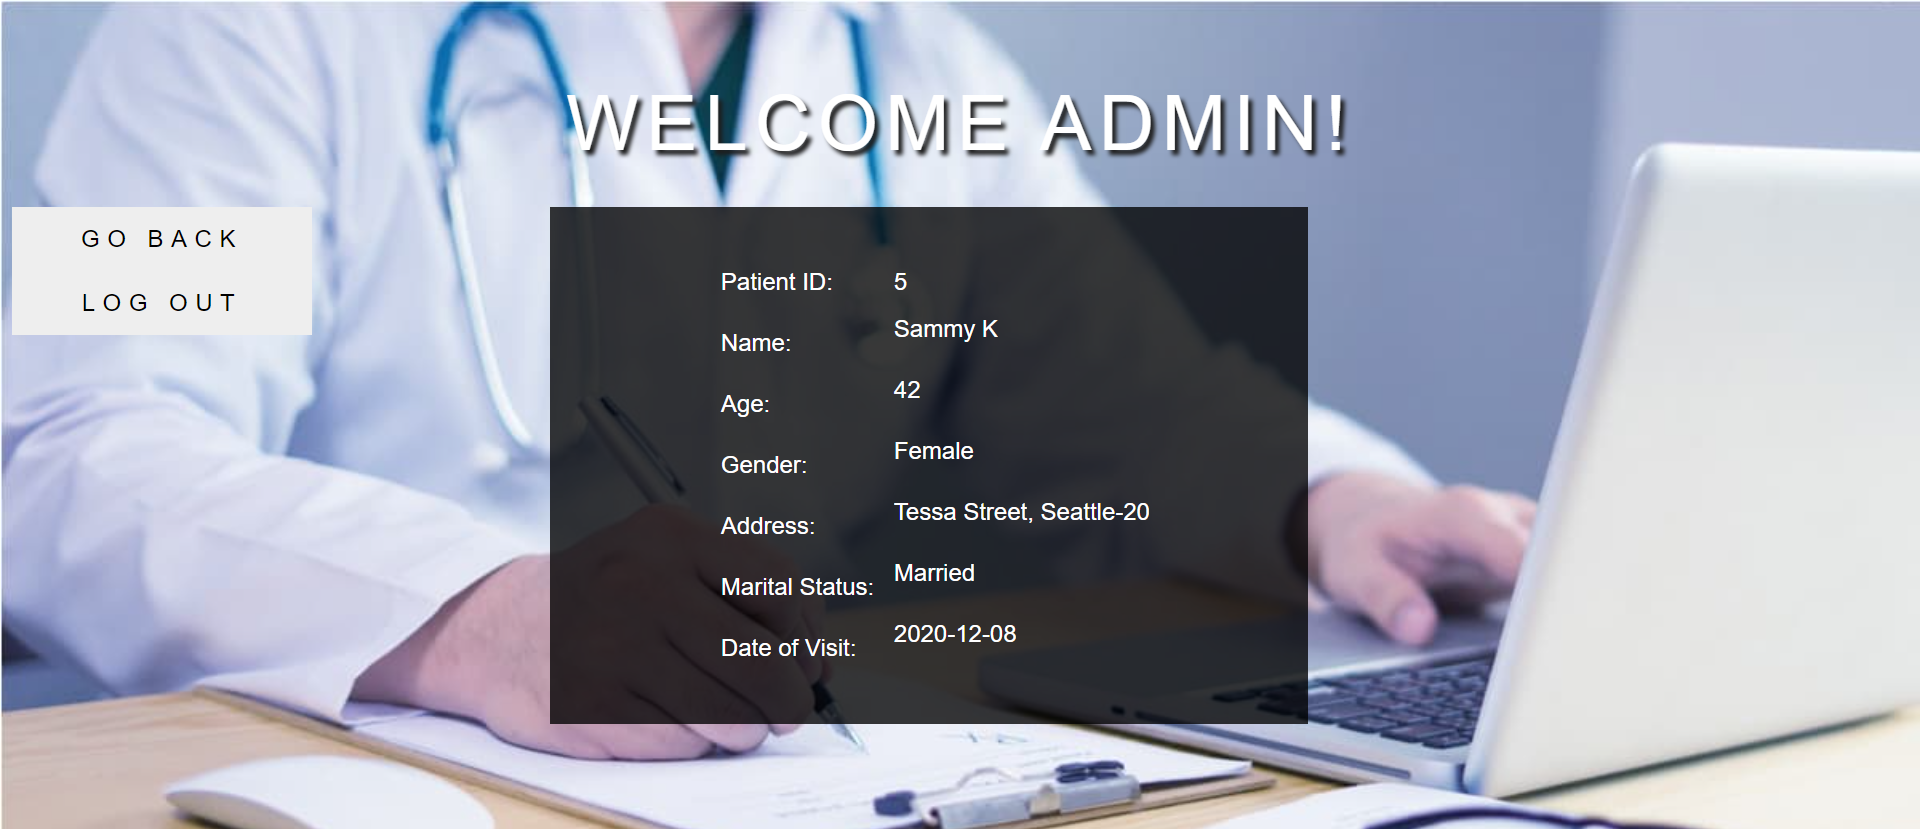 WELCOME ADMIN!
GO BACK
LOG OUT
Patient ID: 5
Name: Sammy K
Age: 42
Gender: Female
Address: Tessa Street, Seattle-20
Marital Status: Married
Date of Visit: 2020-12-08